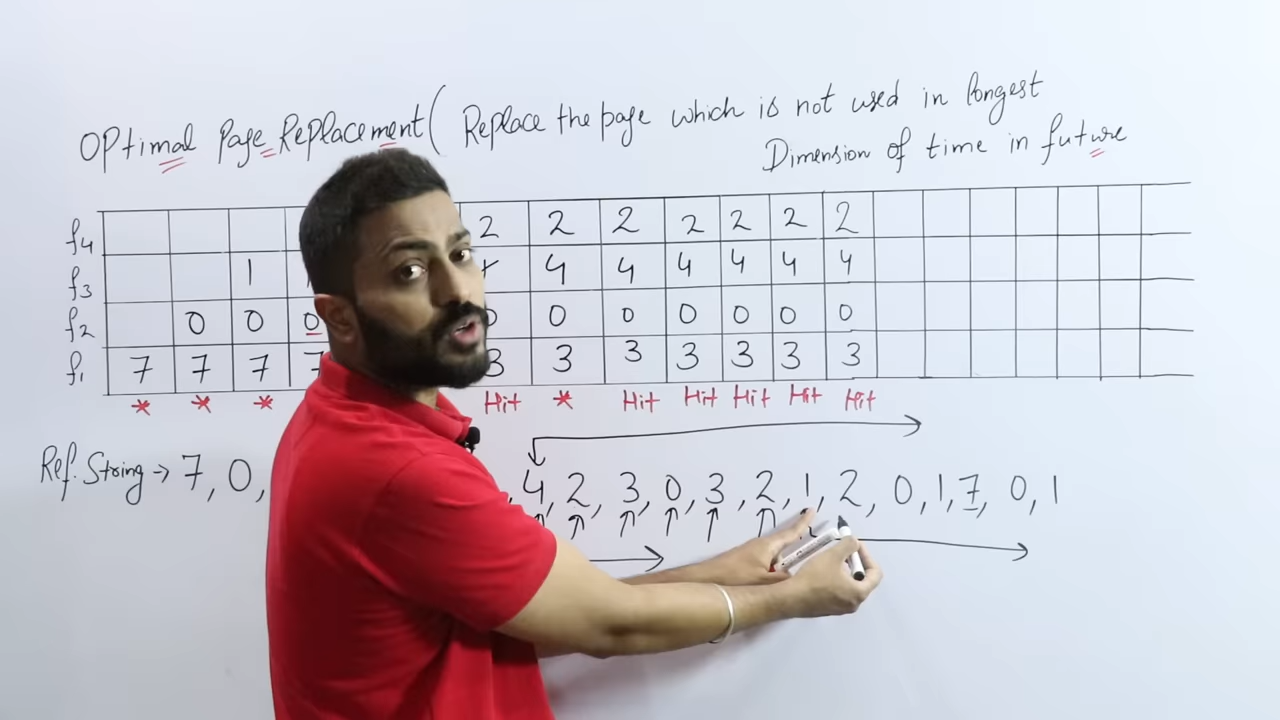 OPtimal Page Replacement ( Replace the page which is not used in longest
Dimension of time in future
f4 2 2 2 2 2 2 2
f3 1 4 4 4 4 4 4
f2 0 0 0 0 0 0 0 0 0
f1 7 7 7 7 3 3 3 3 3 3 3
* * * Hit * Hit Hit Hit Hit Hit
Ref. String → 7, 0, , 4, 2, 3, 0, 3, 2, 1, 2, 0, 1, 7, 0, 1